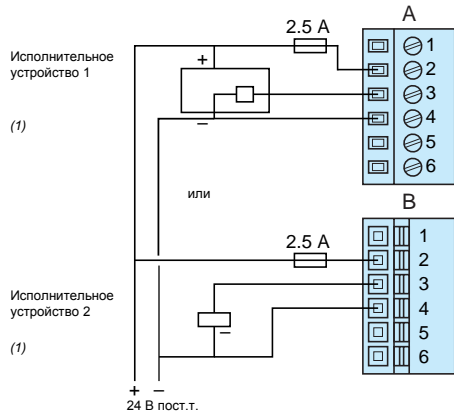 A
2.5 A
1
Исполнительное
устройство 1
+
2
3
(1)
–
4
5
6
или
B
2.5 A
1
2
3
Исполнительное
устройство 2
–
4
5
(1)
6
+ –
24 В пост.т.